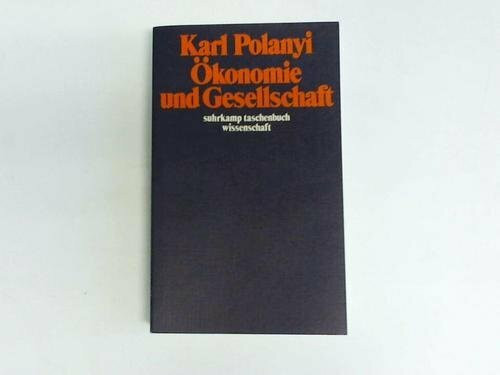 Karl Polanyi
Ökonomie
und Gesellschaft
suhrkamp taschenbuch
wissenschaft